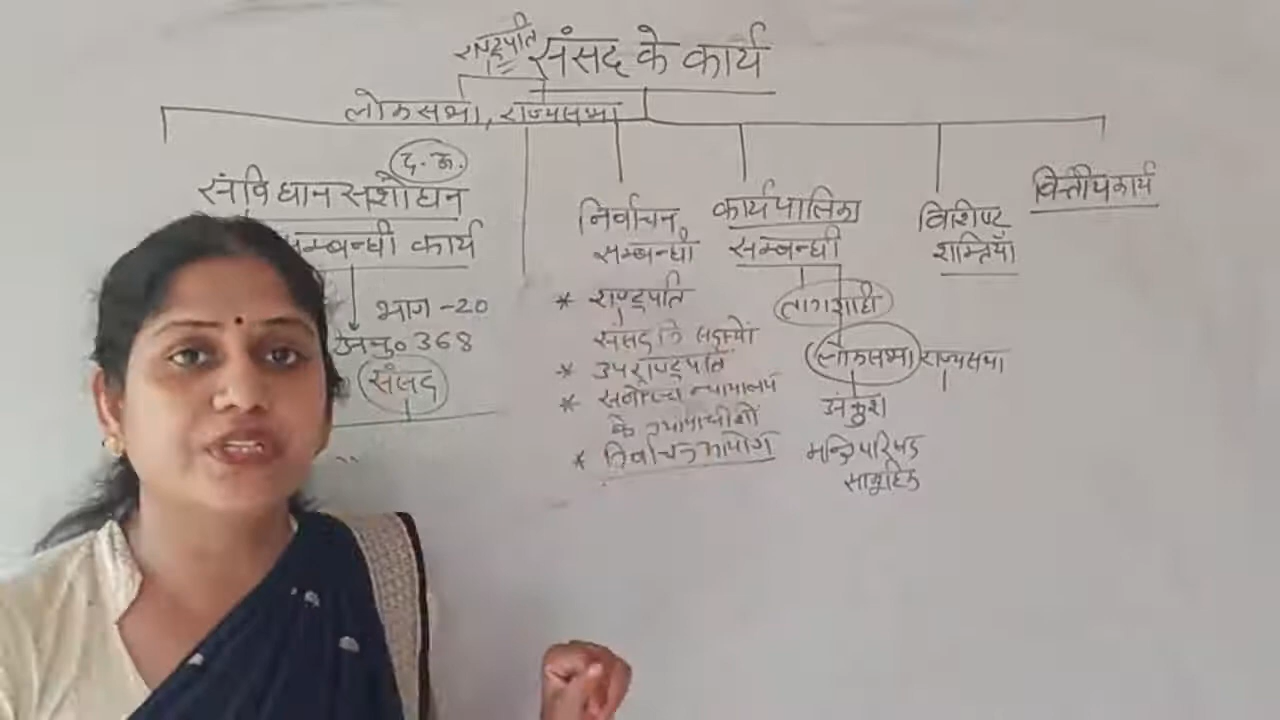 राष्ट्रपति
संसद के कार्य
लोकसभा, राज्यसभा
द. अ.
संविधान सशोधन
सम्बन्धी कार्य
भाग -20
अनु० 368
संसद
निर्वाचन
सम्बन्धी
* राष्ट्रपति
संसद के सदस्यों
* उपराष्ट्रपति
* सर्वोच्च न्यायालय
के न्यायाधीशों
* निर्वाचन आयोग
कार्यपालिका
सम्बन्धी
तानाशाही
(लोकसभा) राज्यसभा
अंकुश
मन्त्रिपरिषद
सामूहिक
विशिष्ट
शक्तियाँ
वित्तीय कार्य